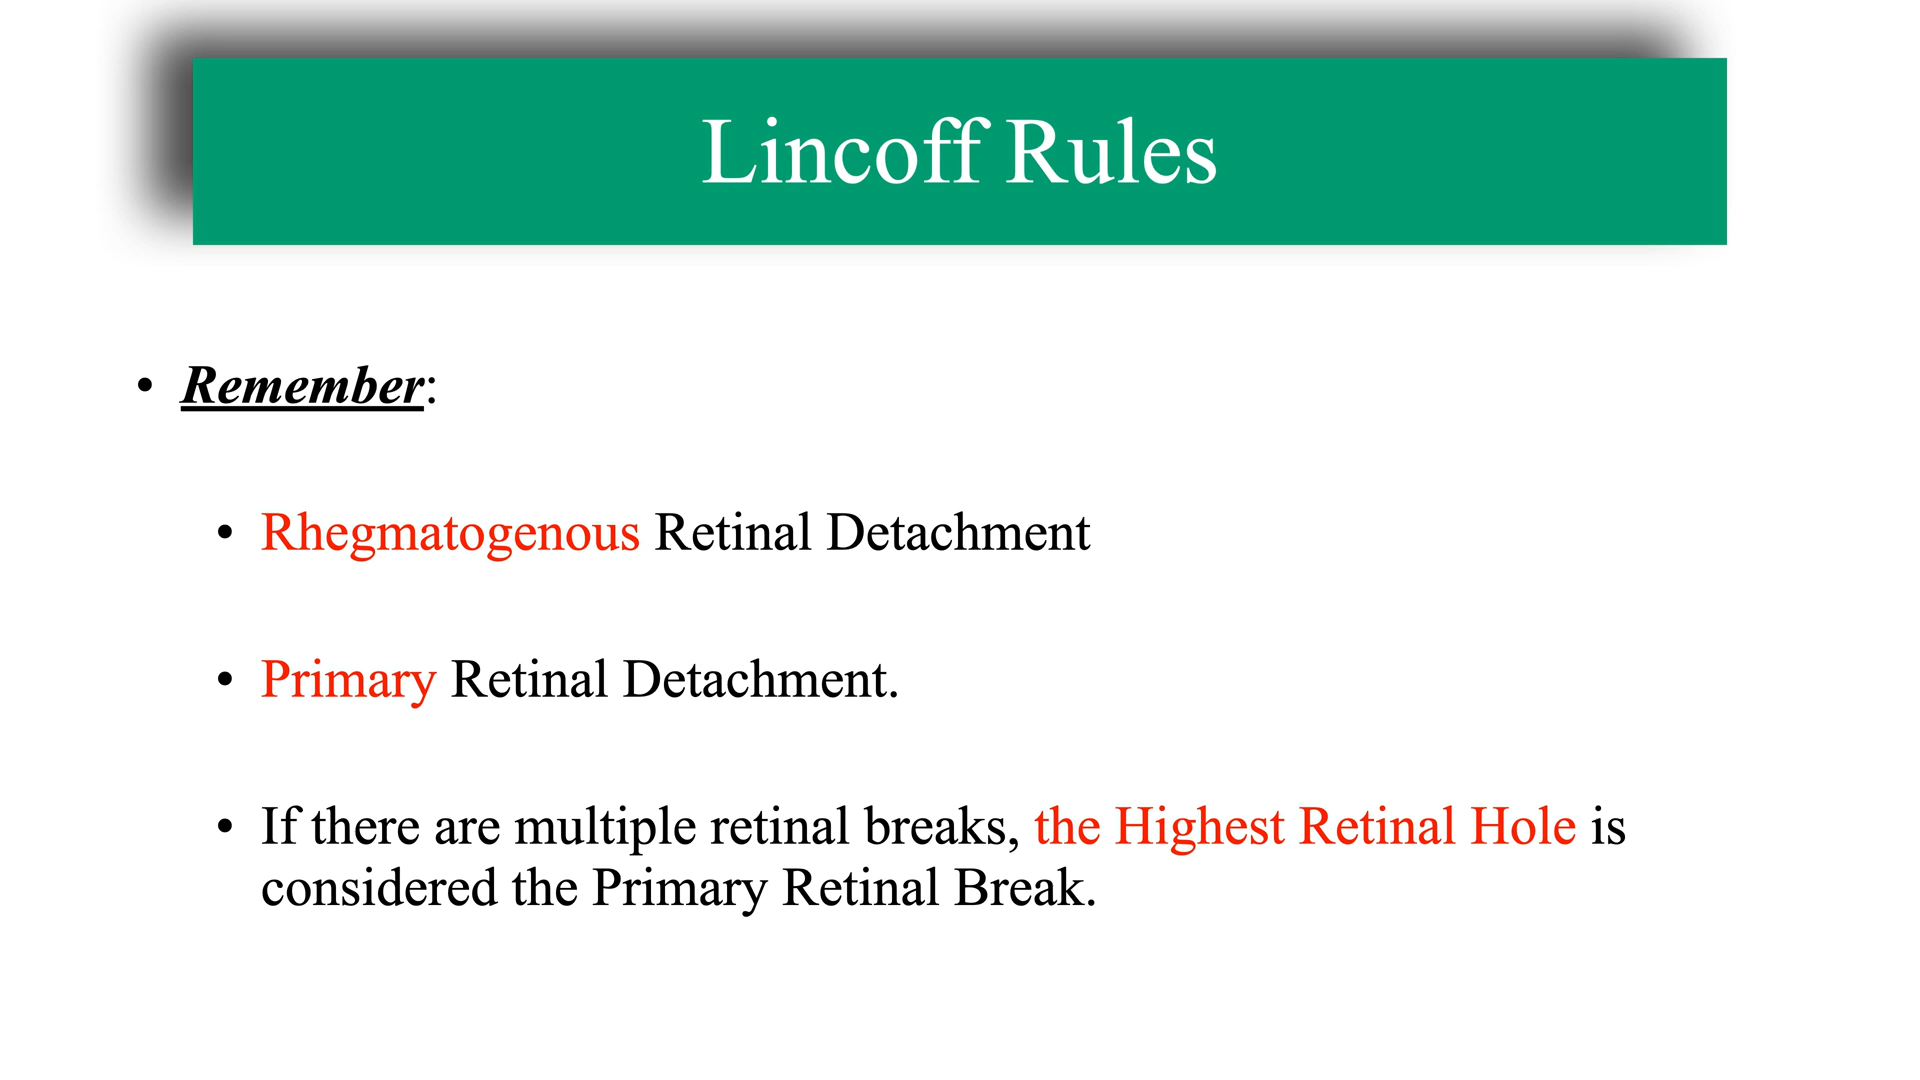 Lincoff Rules
• Remember:
• Rhegmatogenous Retinal Detachment
• Primary Retinal Detachment.
• If there are multiple retinal breaks, the Highest Retinal Hole is
considered the Primary Retinal Break.